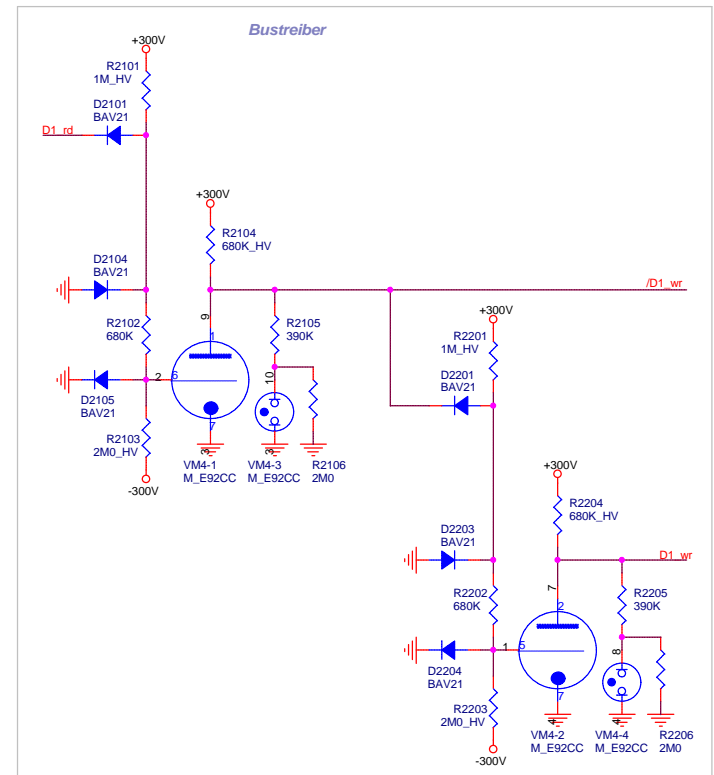 Bustreiber
+300V
R2101
1M_HV
D2101
BAV21
D1_rd
+300V
R2104
680K_HV
D2104
BAV21
/D1_wr
R2102
680K
9
1
R2105
390K
+300V
R2201
1M_HV
D2201
BAV21
2
6
10
D2105
BAV21
R2103
2M0_HV
7
3
3
VM4-1
M_E92CC
VM4-3
M_E92CC
R2106
2M0
-300V
+300V
R2204
680K_HV
D2203
BAV21
D1_wr
R2202
680K
7
2
R2205
390K
1
5
8
D2204
BAV21
R2203
2M0_HV
7
4
4
VM4-2
M_E92CC
VM4-4
M_E92CC
R2206
2M0
-300V